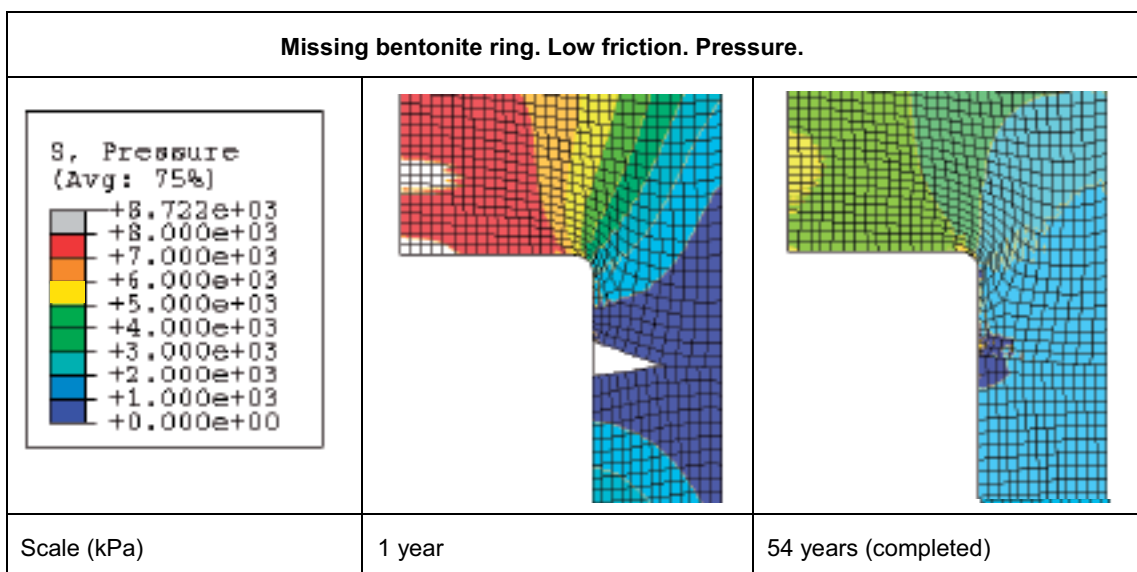 Missing bentonite ring. Low friction. Pressure.
S, Pressure
(Avg: 75%)
+8.722e+03
+8.000e+03
+7.000e+03
+6.000e+03
+5.000e+03
+4.000e+03
+3.000e+03
+2.000e+03
+1.000e+03
+0.000e+00
Scale (kPa)
1 year
54 years (completed)